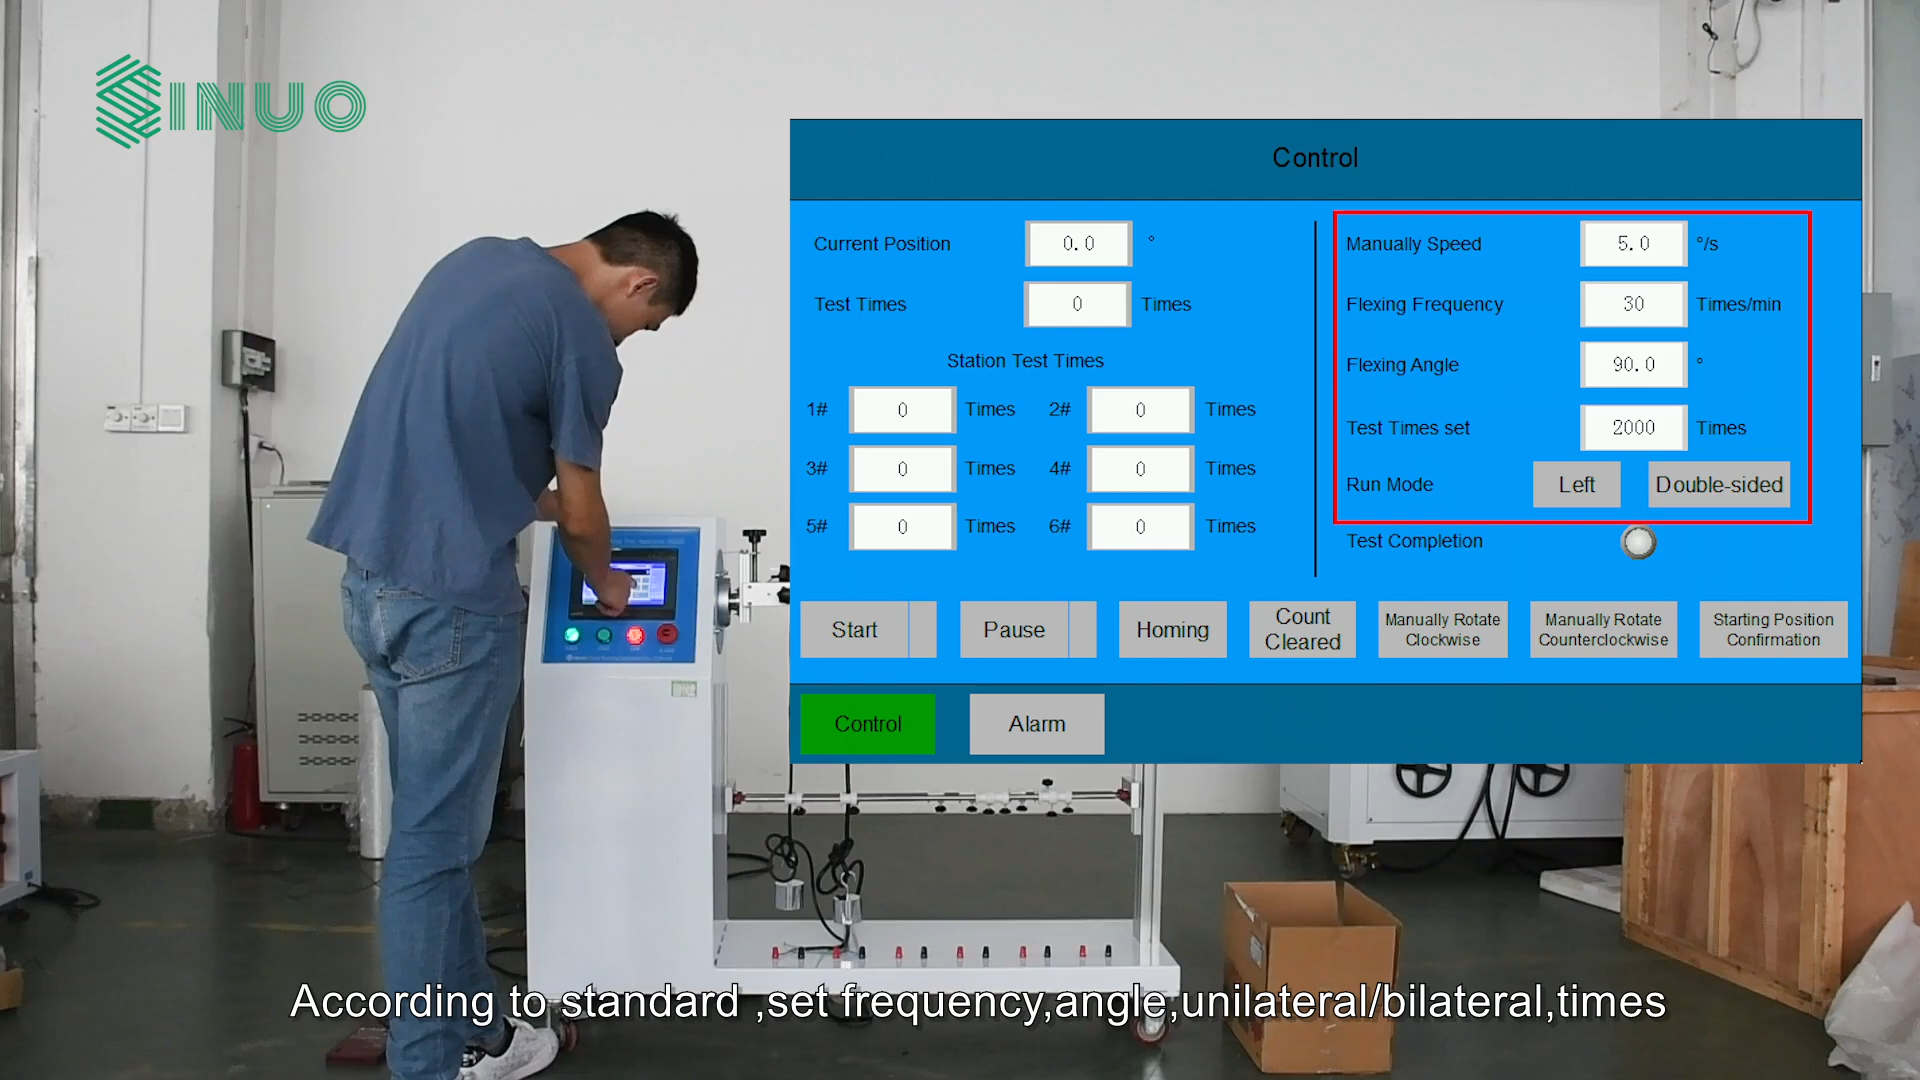 SINUO
Control
Current Position 0.0 °
Test Times 0 Times
Station Test Times
1# 0 Times 2# 0 Times
3# 0 Times 4# 0 Times
5# 0 Times 6# 0 Times
Manually Speed 5.0 °/s
Flexing Frequency 30 Times/min
Flexing Angle 90.0 °
Test Times set 2000 Times
Run Mode Left Double-sided
Test Completion
Start Pause Homing
Count
Cleared
Manually Rotate
Clockwise
Manually Rotate
Counterclockwise
Starting Position
Confirmation
Control Alarm
According to standard ,set frequency,angle,unilateral/bilateral,times